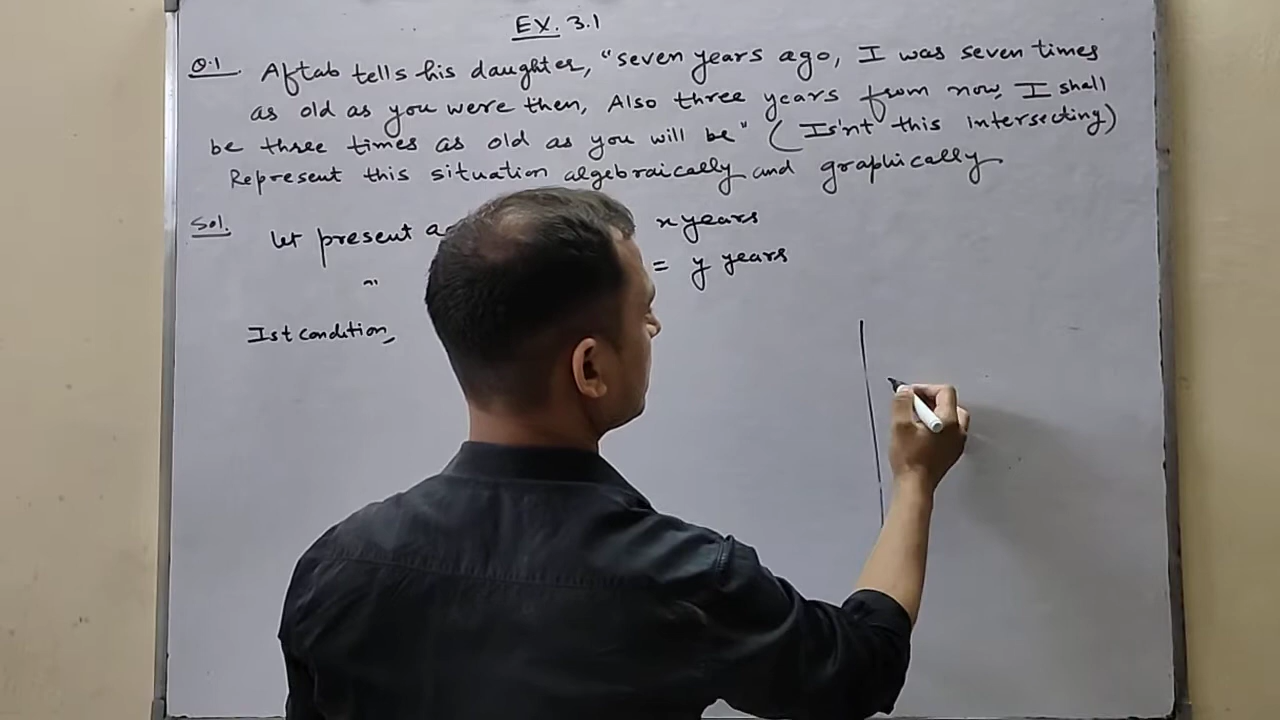 EX. 3.1
Q.1 Aftab tells his daughter, "seven years ago, I was seven times
as old as you were then, Also three years from now, I shall
be three times as old as you will be" (Is'nt this intersecting)
Represent this situation algebraically and graphically
Sol. let present x years
" = y years
Ist condition,